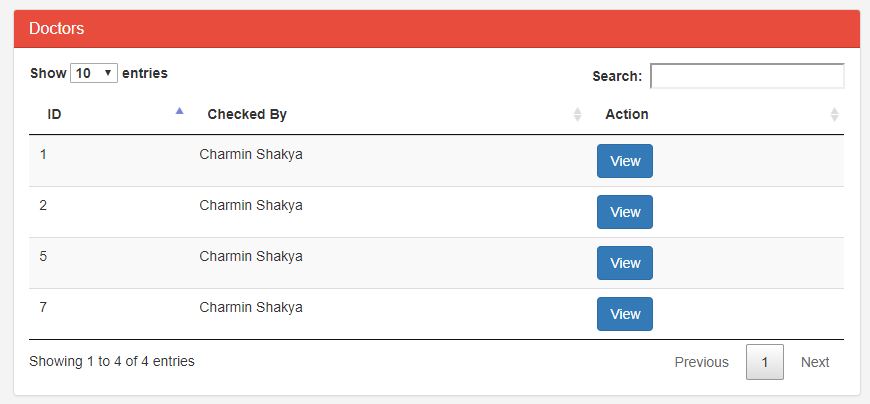 Doctors
Show 10 entries Search:
ID Checked By Action
1 Charmin Shakya View
2 Charmin Shakya View
5 Charmin Shakya View
7 Charmin Shakya View
Showing 1 to 4 of 4 entries Previous 1 Next